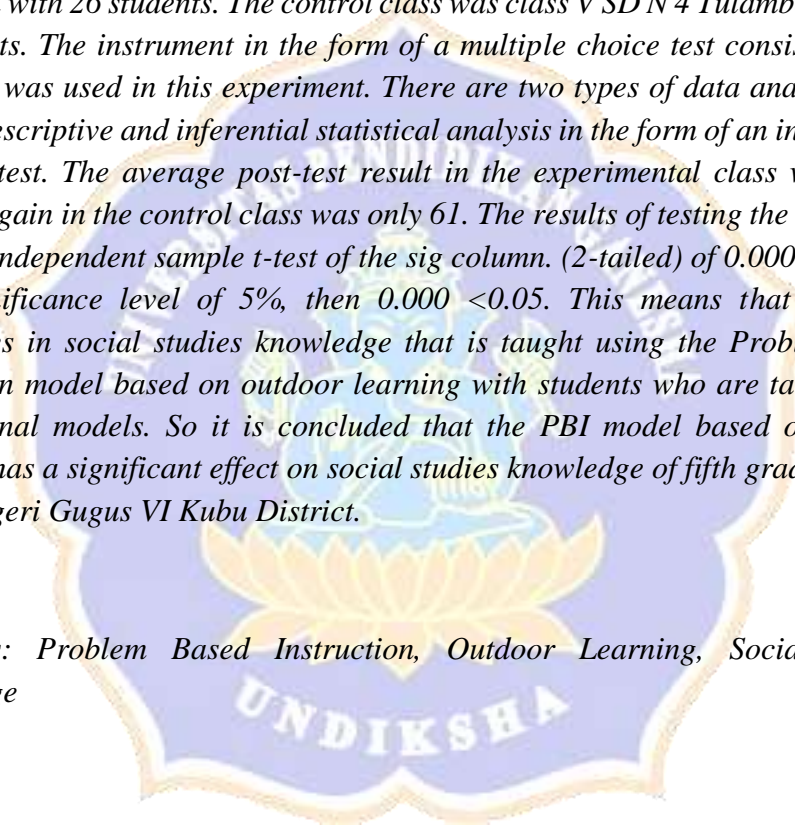 with 26 students. The control class was class V SD N 4 Tulamb
ts. The instrument in the form of a multiple choice test consis
was used in this experiment. There are two types of data ana
escriptive and inferential statistical analysis in the form of an in
test. The average post-test result in the experimental class
gain in the control class was only 61. The results of testing the
ndependent sample t-test of the sig column. (2-tailed) of 0.000
nificance level of 5%, then 0.000 <0.05. This means that
s in social studies knowledge that is taught using the Probl
n model based on outdoor learning with students who are ta
nal models. So it is concluded that the PBI model based o
has a significant effect on social studies knowledge of fifth grad
geri Gugus VI Kubu District.
: Problem Based Instruction, Outdoor Learning, Socia
ge
UNIVERSITAS PENDIDIKAN GANESHA
UNDIKSHA